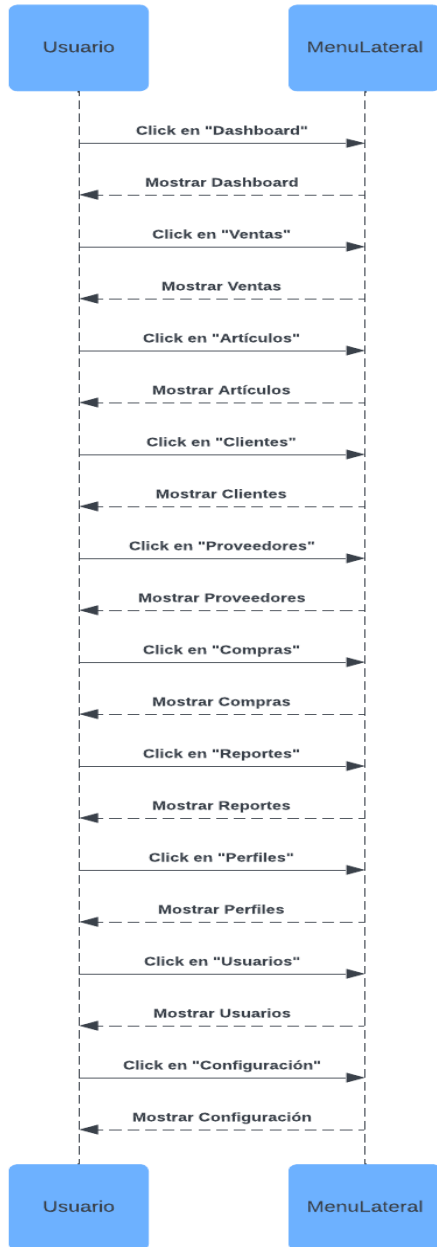 Usuario
MenuLateral
Click en "Dashboard"
Mostrar Dashboard
Click en "Ventas"
Mostrar Ventas
Click en "Artículos"
Mostrar Artículos
Click en "Clientes"
Mostrar Clientes
Click en "Proveedores"
Mostrar Proveedores
Click en "Compras"
Mostrar Compras
Click en "Reportes"
Mostrar Reportes
Click en "Perfiles"
Mostrar Perfiles
Click en "Usuarios"
Mostrar Usuarios
Click en "Configuración"
Mostrar Configuración
Usuario
MenuLateral